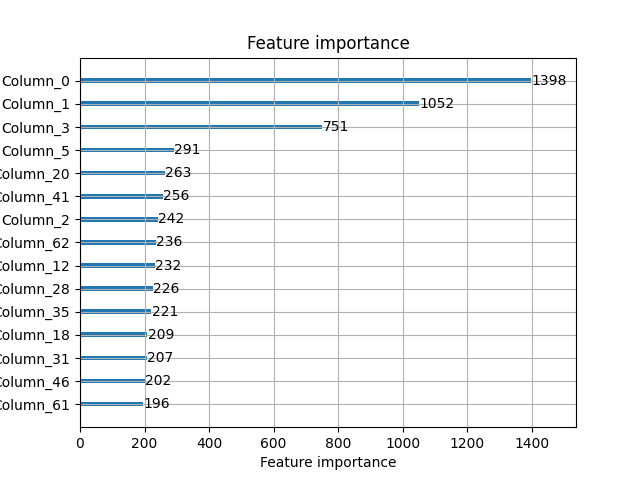 Feature importance
Column_0 1398
Column_1 1052
Column_3 751
Column_5 291
Column_20 263
Column_41 256
Column_2 242
Column_62 236
Column_12 232
Column_28 226
Column_35 221
Column_18 209
Column_31 207
Column_46 202
Column_61 196
0 200 400 600 800 1000 1200 1400
Feature importance